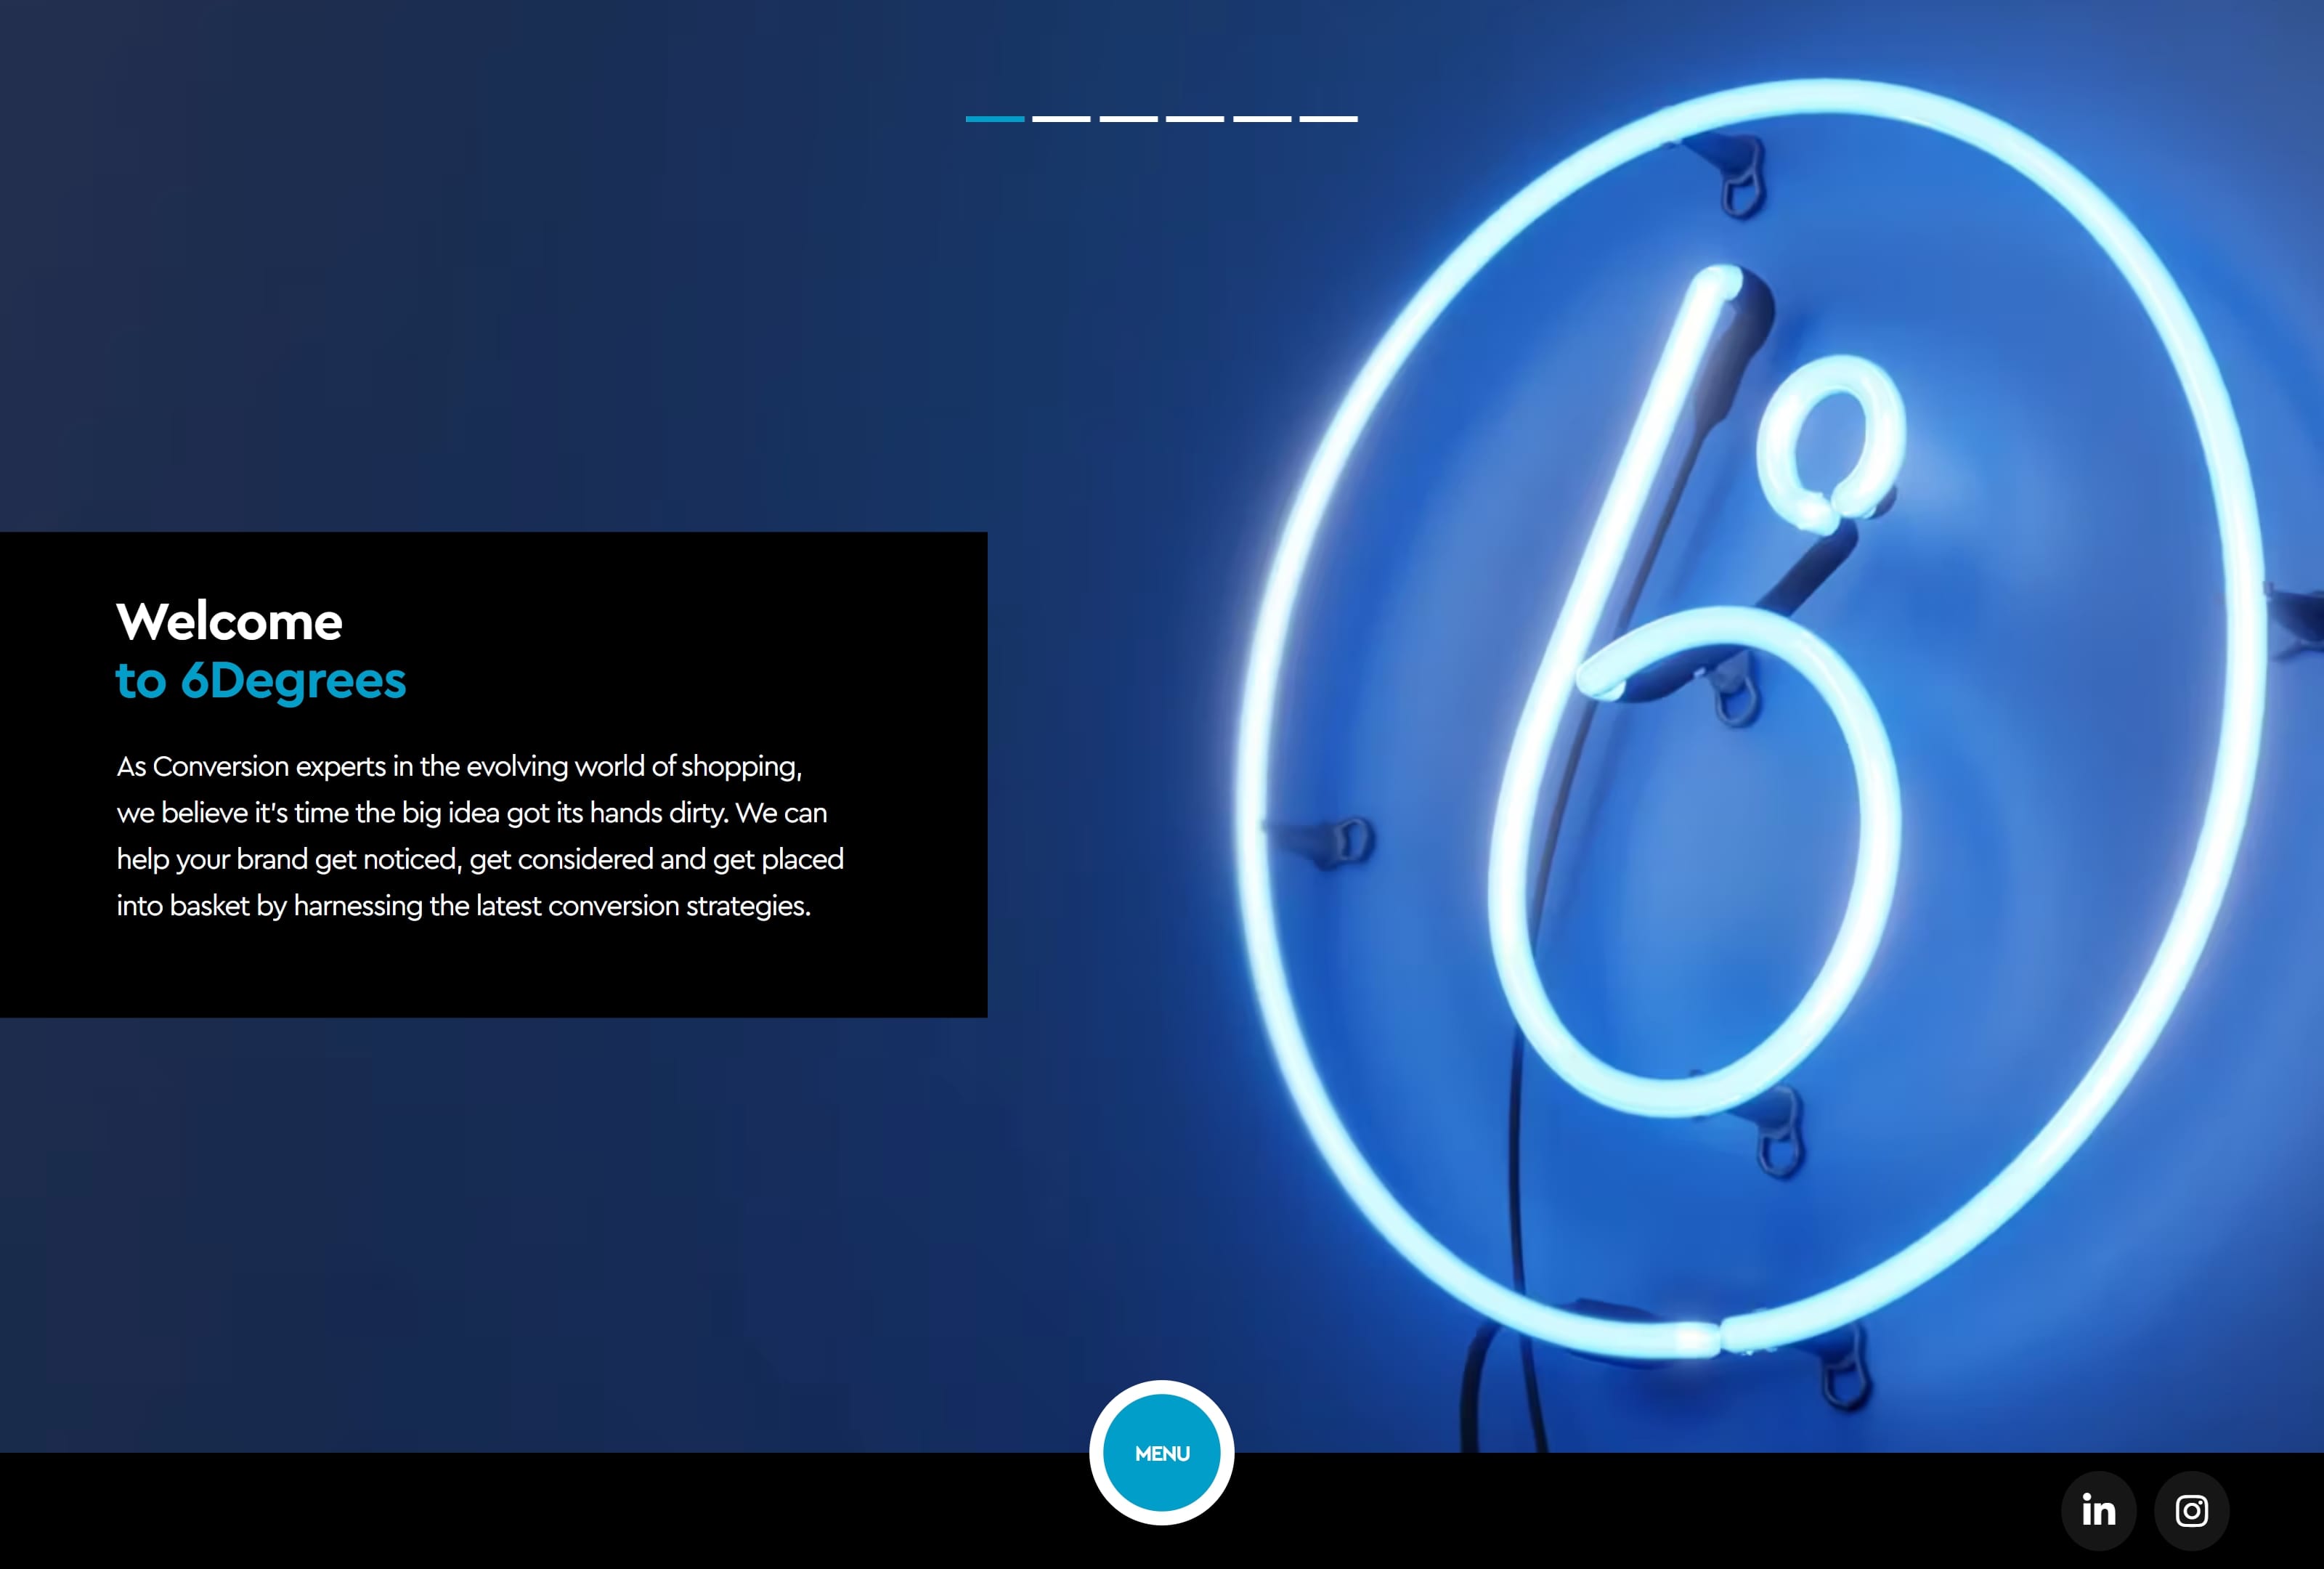 Welcome
to 6Degrees
As Conversion experts in the evolving world of shopping,
we believe it's time the big idea got its hands dirty. We can
help your brand get noticed, get considered and get placed
into basket by harnessing the latest conversion strategies.
6°
MENU
in